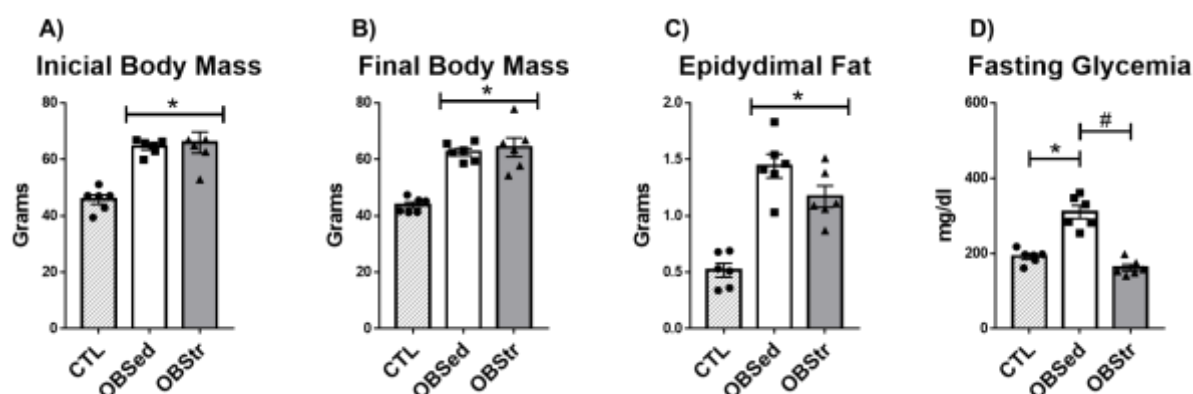 A)
Inicial Body Mass
80
60
40
20
0
Grams
*
CTL
OBSed
OBStr
B)
Final Body Mass
80
60
40
20
0
Grams
*
CTL
OBSed
OBStr
C)
Epidydimal Fat
2.0
1.5
1.0
0.5
0.0
Grams
*
CTL
OBSed
OBStr
D)
Fasting Glycemia
600
400
200
0
mg/dl
*
#
CTL
OBSed
OBStr